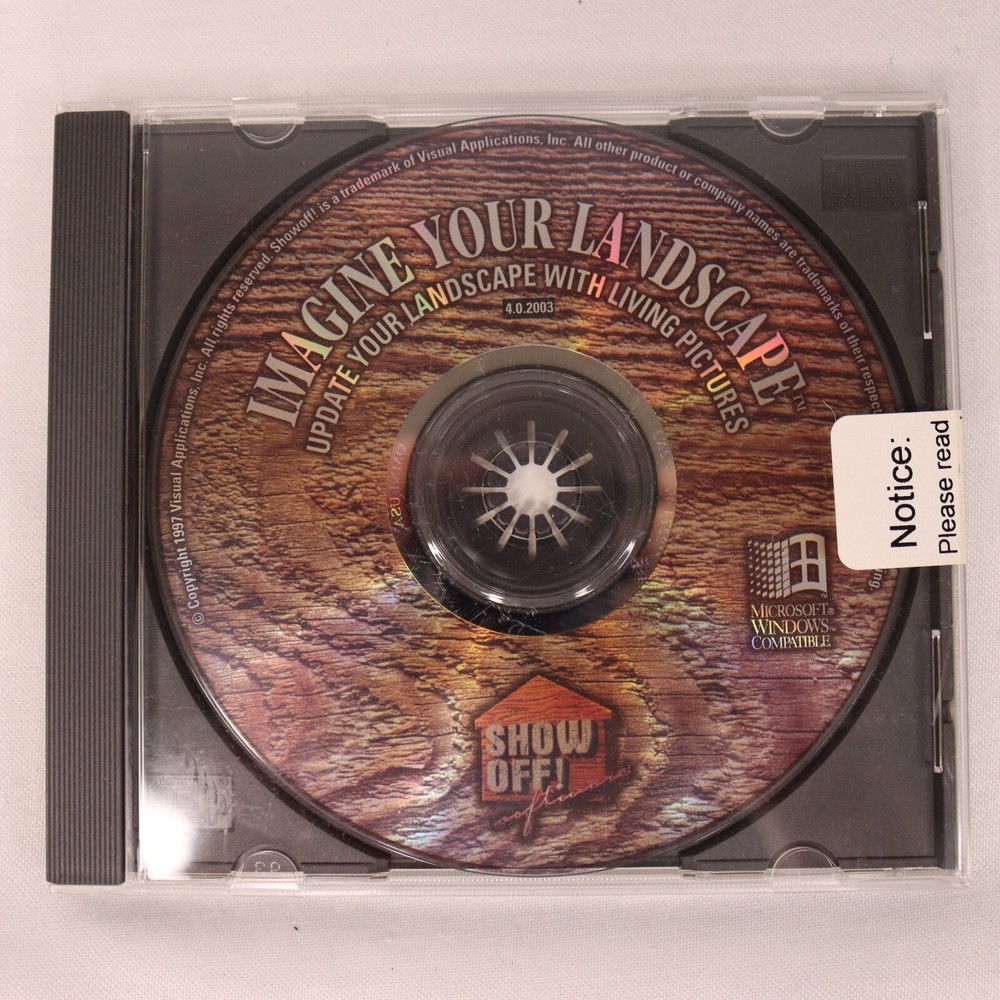 © Copyright 1997 Visual Applications, Inc. All rights reserved. Showoff! is a trademark of Visual Applications, Inc. All other product or company names are trademarks of their
IMAGINE YOUR LANDSCAPE™
UPDATE YOUR LANDSCAPE WITH LIVING PICTURES
4.0.2003
Notice:
Please read
USA
MICROSOFT®
WINDOWS™
COMPATIBLE
SHOW
OFF!
software